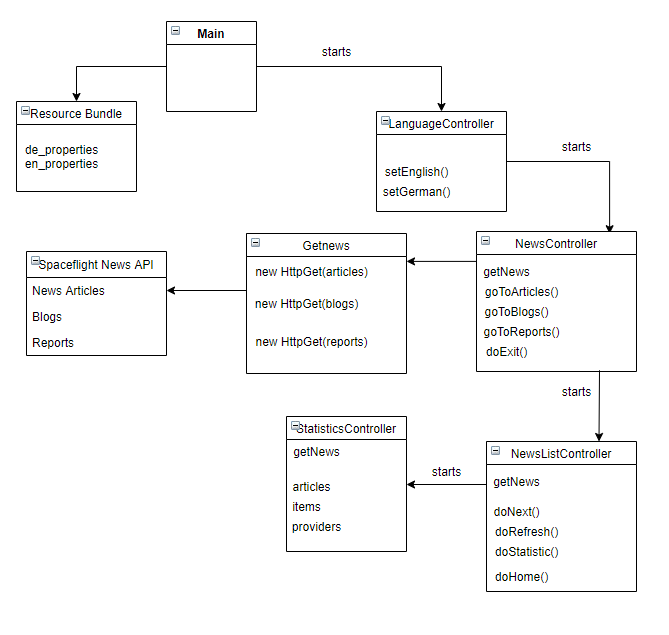 Main
starts
Resource Bundle
de_properties
en_properties
LanguageController
setEnglish()
setGerman()
starts
NewsController
getNews
goToArticles()
goToBlogs()
goToReports()
doExit()
Getnews
new HttpGet(articles)
new HttpGet(blogs)
new HttpGet(reports)
Spaceflight News API
News Articles
Blogs
Reports
starts
NewsListController
getNews
doNext()
doRefresh()
doStatistic()
doHome()
starts
StatisticsController
getNews
articles
items
providers